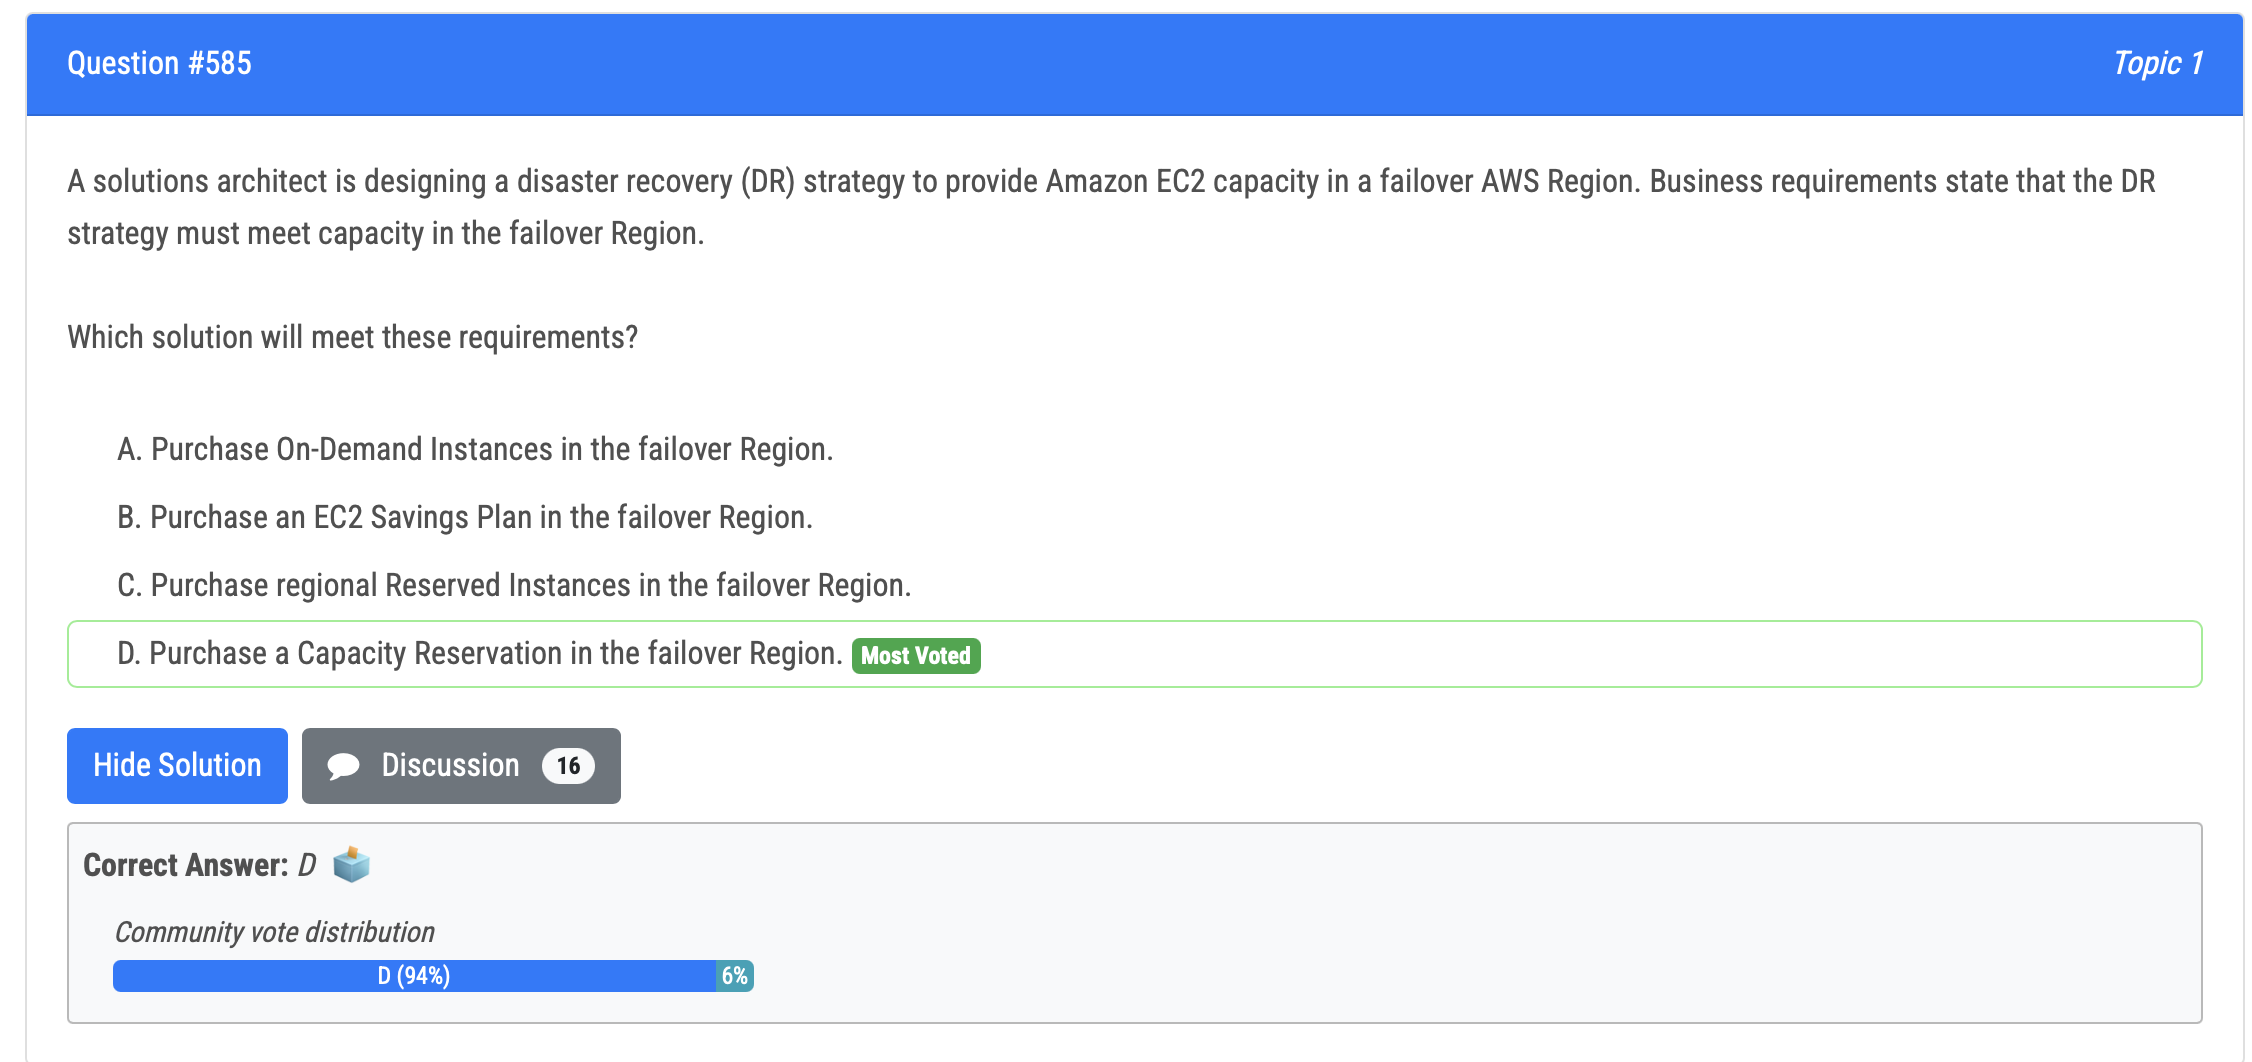 Question #585
Topic 1
A solutions architect is designing a disaster recovery (DR) strategy to provide Amazon EC2 capacity in a failover AWS Region. Business requirements state that the DR
strategy must meet capacity in the failover Region.
Which solution will meet these requirements?
A. Purchase On-Demand Instances in the failover Region.
B. Purchase an EC2 Savings Plan in the failover Region.
C. Purchase regional Reserved Instances in the failover Region.
D. Purchase a Capacity Reservation in the failover Region. Most Voted
Hide Solution
Discussion 16
Correct Answer: D
Community vote distribution
D (94%) 6%